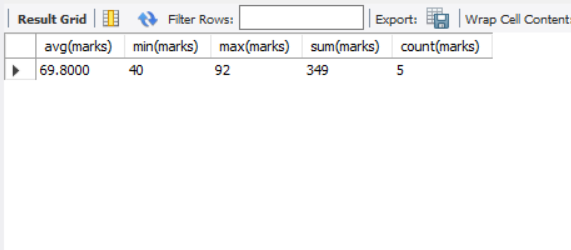 Result Grid Filter Rows: Export: Wrap Cell Content:
avg(marks) min(marks) max(marks) sum(marks) count(marks)
69.8000 40 92 349 5